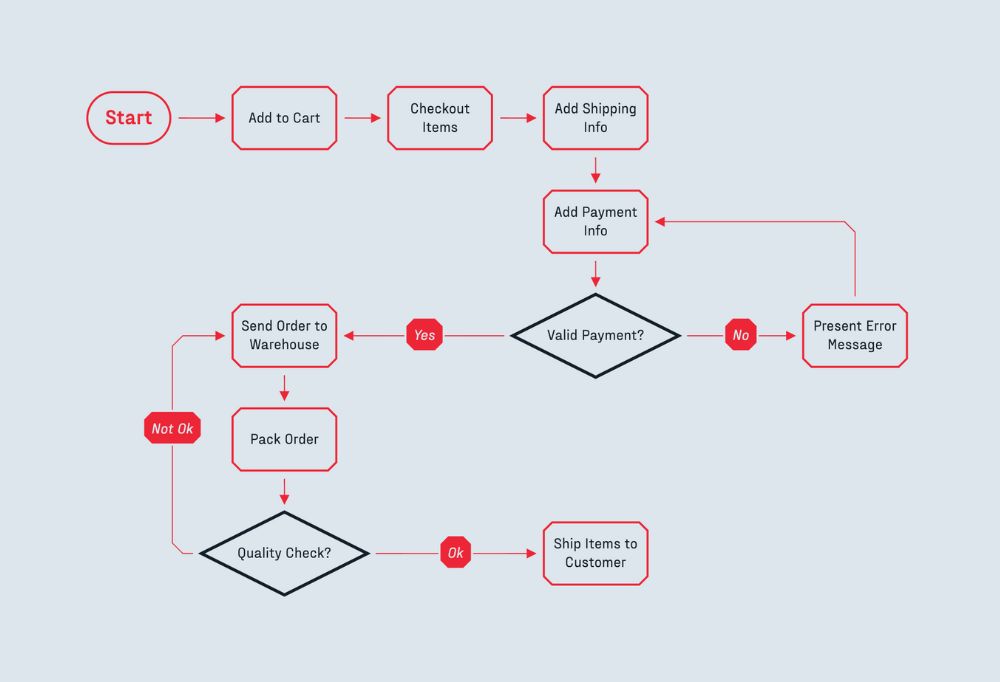 Start
Add to Cart
Checkout
Items
Add Shipping
Info
Add Payment
Info
Send Order to
Warehouse
Yes
Valid Payment?
No
Present Error
Message
Not Ok
Pack Order
Quality Check?
Ok
Ship Items to
Customer